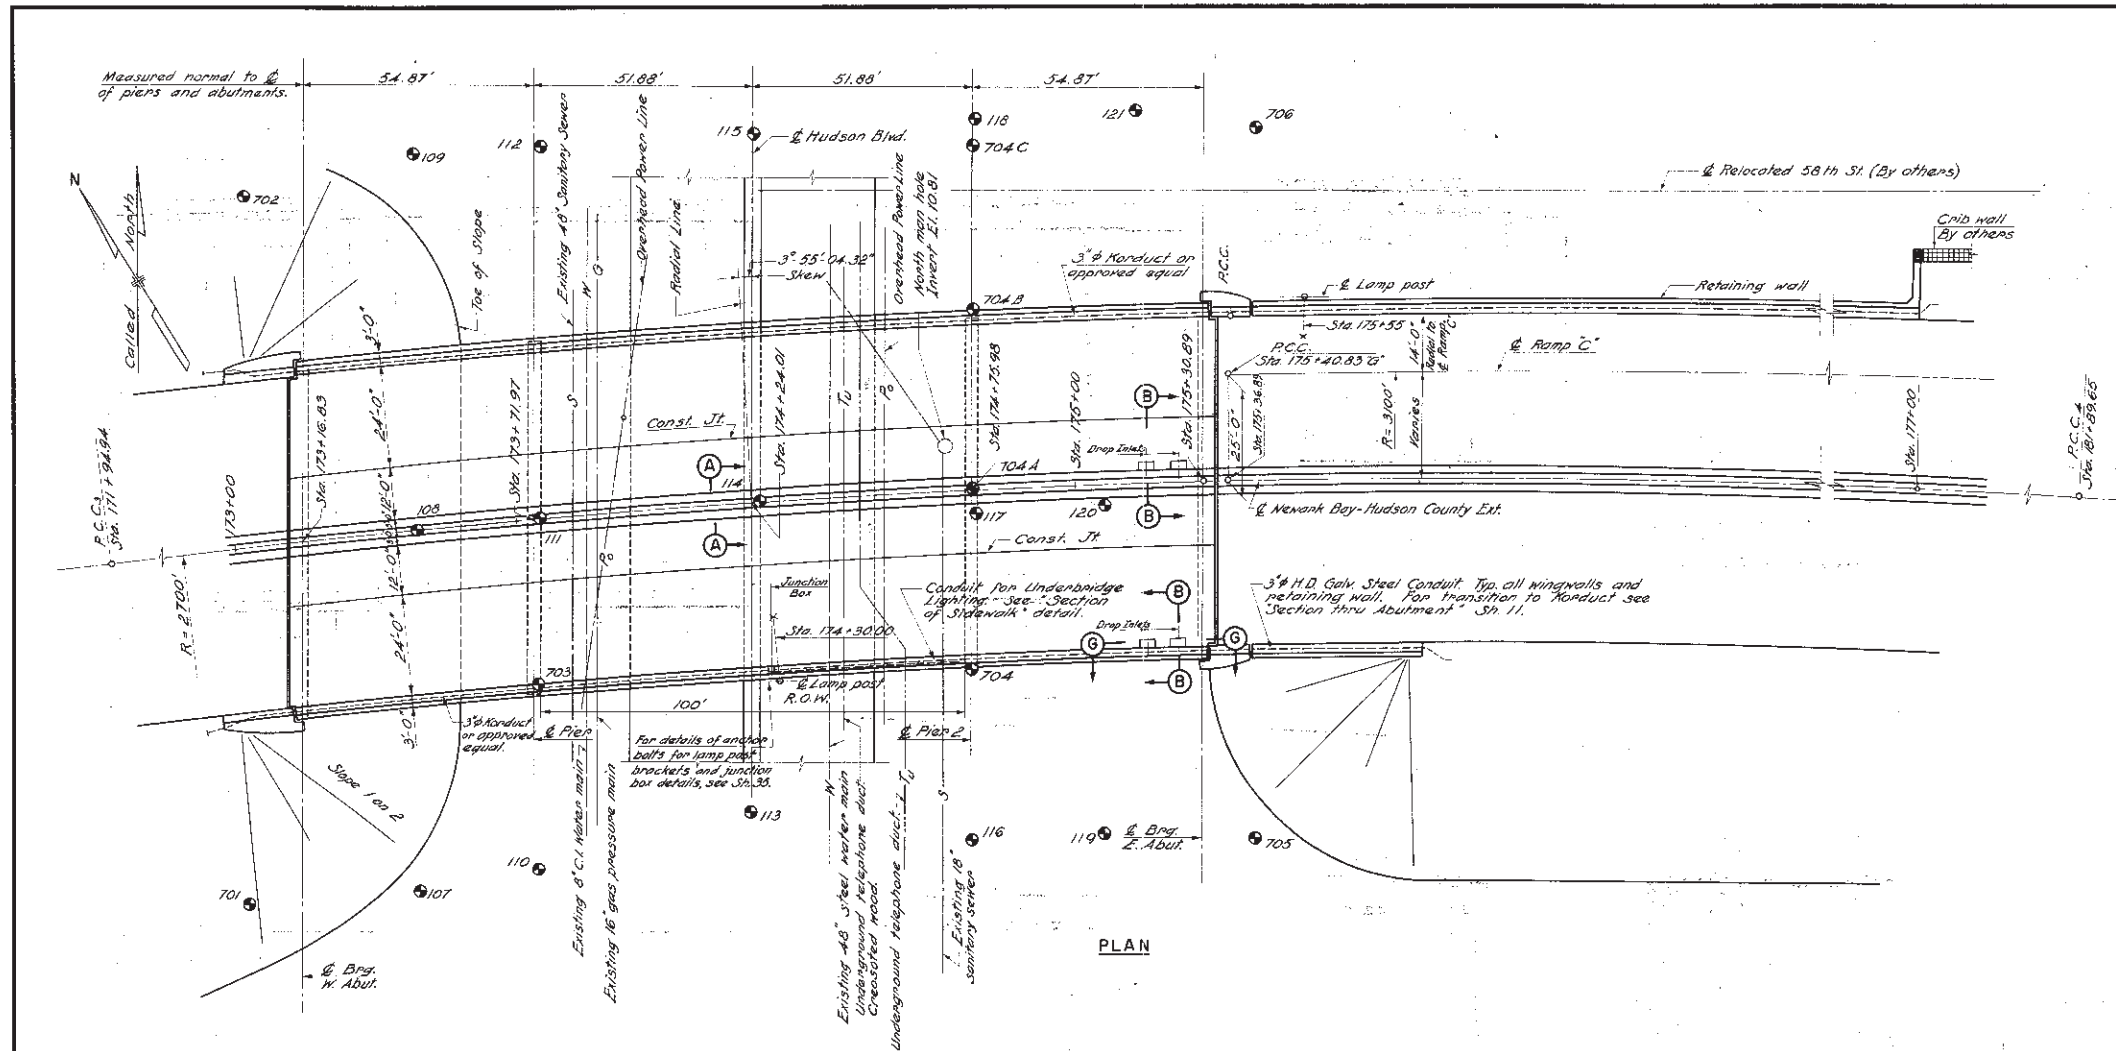 Measured normal to ℄
of piers and abutments.
54.87'
51.88'
51.88'
54.87'
109
112
115
℄ Hudson Blvd.
118
704C
121
706
702
N
Called North
Toe of Slope
Existing 48" Sanitary Sewer
W
G
Overhead Power Line
Radial Line
3° 55' 04.32"
Skew
Overhead Power Line
North man hole
Invert El. 10.81
℄ Relocated 58th St. (By others)
Crib wall
By others
3"φ Korduct or
approved equal
P.C.C.
℄ Lamp post
Retaining wall
704B
Sta. 175+55
14'-0"
Radial to
℄ Ramp "C"
℄ Ramp "C"
P.C.C.
Sta. 175+40.83 "G"
3'-0"
24'-0"
12'-0"
12'-0"
24'-0"
3'-0"
Sta. 173+16.83
Sta. 173+71.97
S
Po
Const. Jt.
Sta. 174+24.01
Tu
Po
Sta. 174+75.98
Sta. 175+00
Sta. 175+30.89
B
Drop Inlets
25'-0"
Sta. 175+36.89
R=3100'
Varies
Sta. 177+00
P.C.C. 4
Sta. 181+89.65
P.C.C. 3
Sta. 171+94.94
173+00
R=2700'
108
111
A
114
A
704A
117
120
B
℄ Newark Bay-Hudson County Ext.
Const. Jt.
Po
Junction
Box
Sta. 174+30.00
Conduit for Underbridge
Lighting. See "Section
of Sidewalk" detail.
B
Drop Inlets
G
G
B
3"φ H.D. Galv. Steel Conduit. Typ. all wingwalls and
retaining wall. For transition to Korduct see
"Section thru Abutment" Sh. 11.
703
℄ Lamp post
R.O.W.
704
100'
3"φ Korduct
or approved
equal.
℄ Pier
For details of anchor
bolts for lamp post
brackets and junction
box details, see Sh. 35.
℄ Pier 2
Slope 1 on 2
113
W
Tu
S
116
119
℄ Brg.
E. Abut.
705
110
107
701
Existing 8" C.I. Water main
Existing 16" gas pressure main
Existing 48" steel water main
Underground telephone duct
Creosoted wood.
Underground telephone duct
Existing 18"
sanitary sewer
PLAN
℄ Brg.
W. Abut.